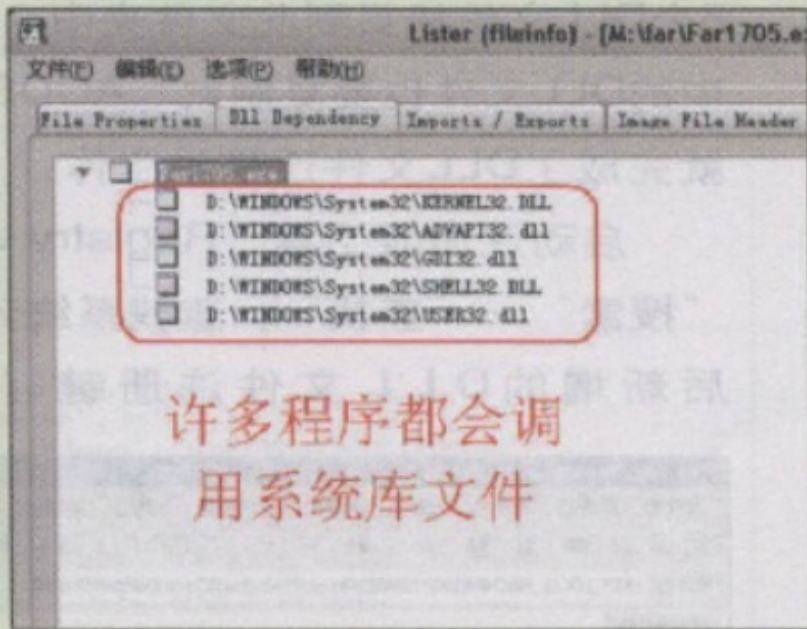 Lister (fileinfo) - [M:\far\Far1705.e
文件(F) 编辑(E) 选项(P) 帮助(H)
File Properties Dll Dependency Imports / Exports Image File Header
Far1705.exe
D:\WINDOWS\System32\KERNEL32.DLL
D:\WINDOWS\System32\ADVAPI32.dll
D:\WINDOWS\System32\GDI32.dll
D:\WINDOWS\System32\SHELL32.DLL
D:\WINDOWS\System32\USER32.dll
许多程序都会调
用系统库文件